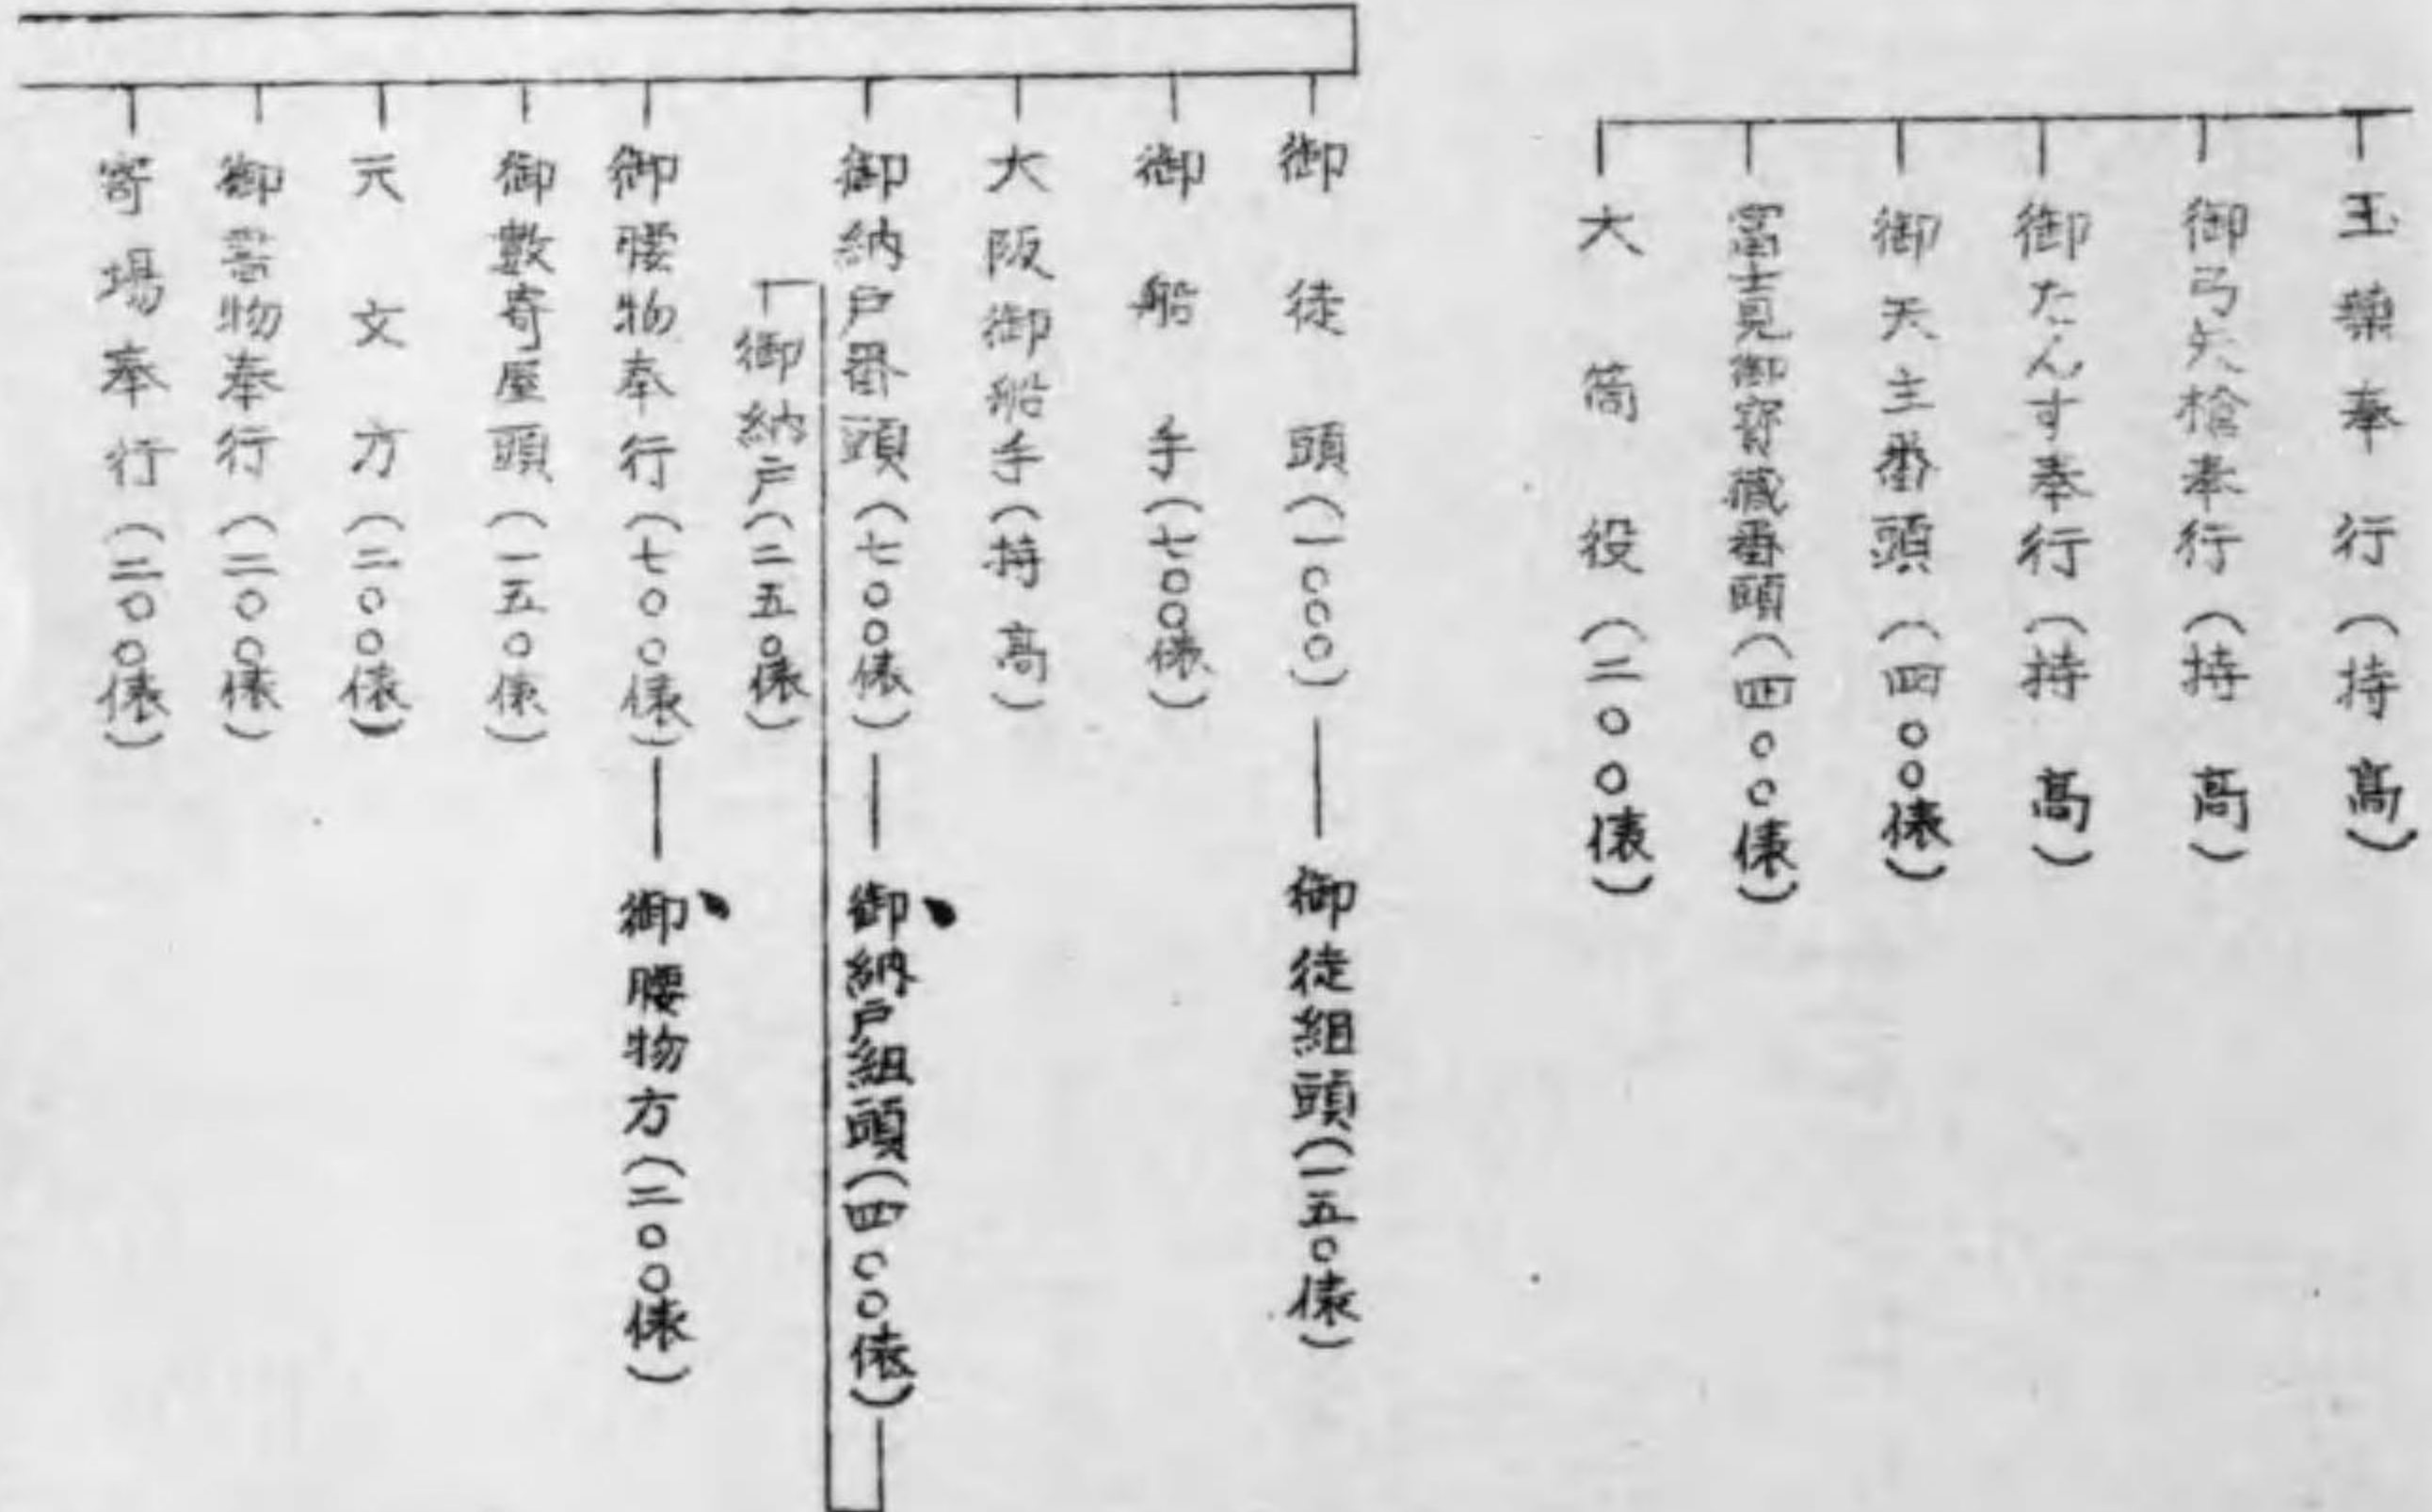 玉薬奉行(持高)
御弓矢槍奉行(持高)
御たんす奉行(持高)
御天主番頭(四〇〇俵)
富士見御寳蔵番頭(四〇〇俵)
大筒役(二〇〇俵)
御徒頭(一〇〇〇)
御徒組頭(一五〇俵)
御船手(七〇〇俵)
大阪御船手(持高)
御納戸番頭(七〇〇俵)
御納戸組頭(四〇〇俵)
御納戸(二五〇俵)
御腰物奉行(七〇〇俵)
御腰物方(二〇〇俵)
御數寄屋頭(一五〇俵)
天文方(二〇〇俵)
御書物奉行(二〇〇俵)
寄場奉行(二〇〇俵)